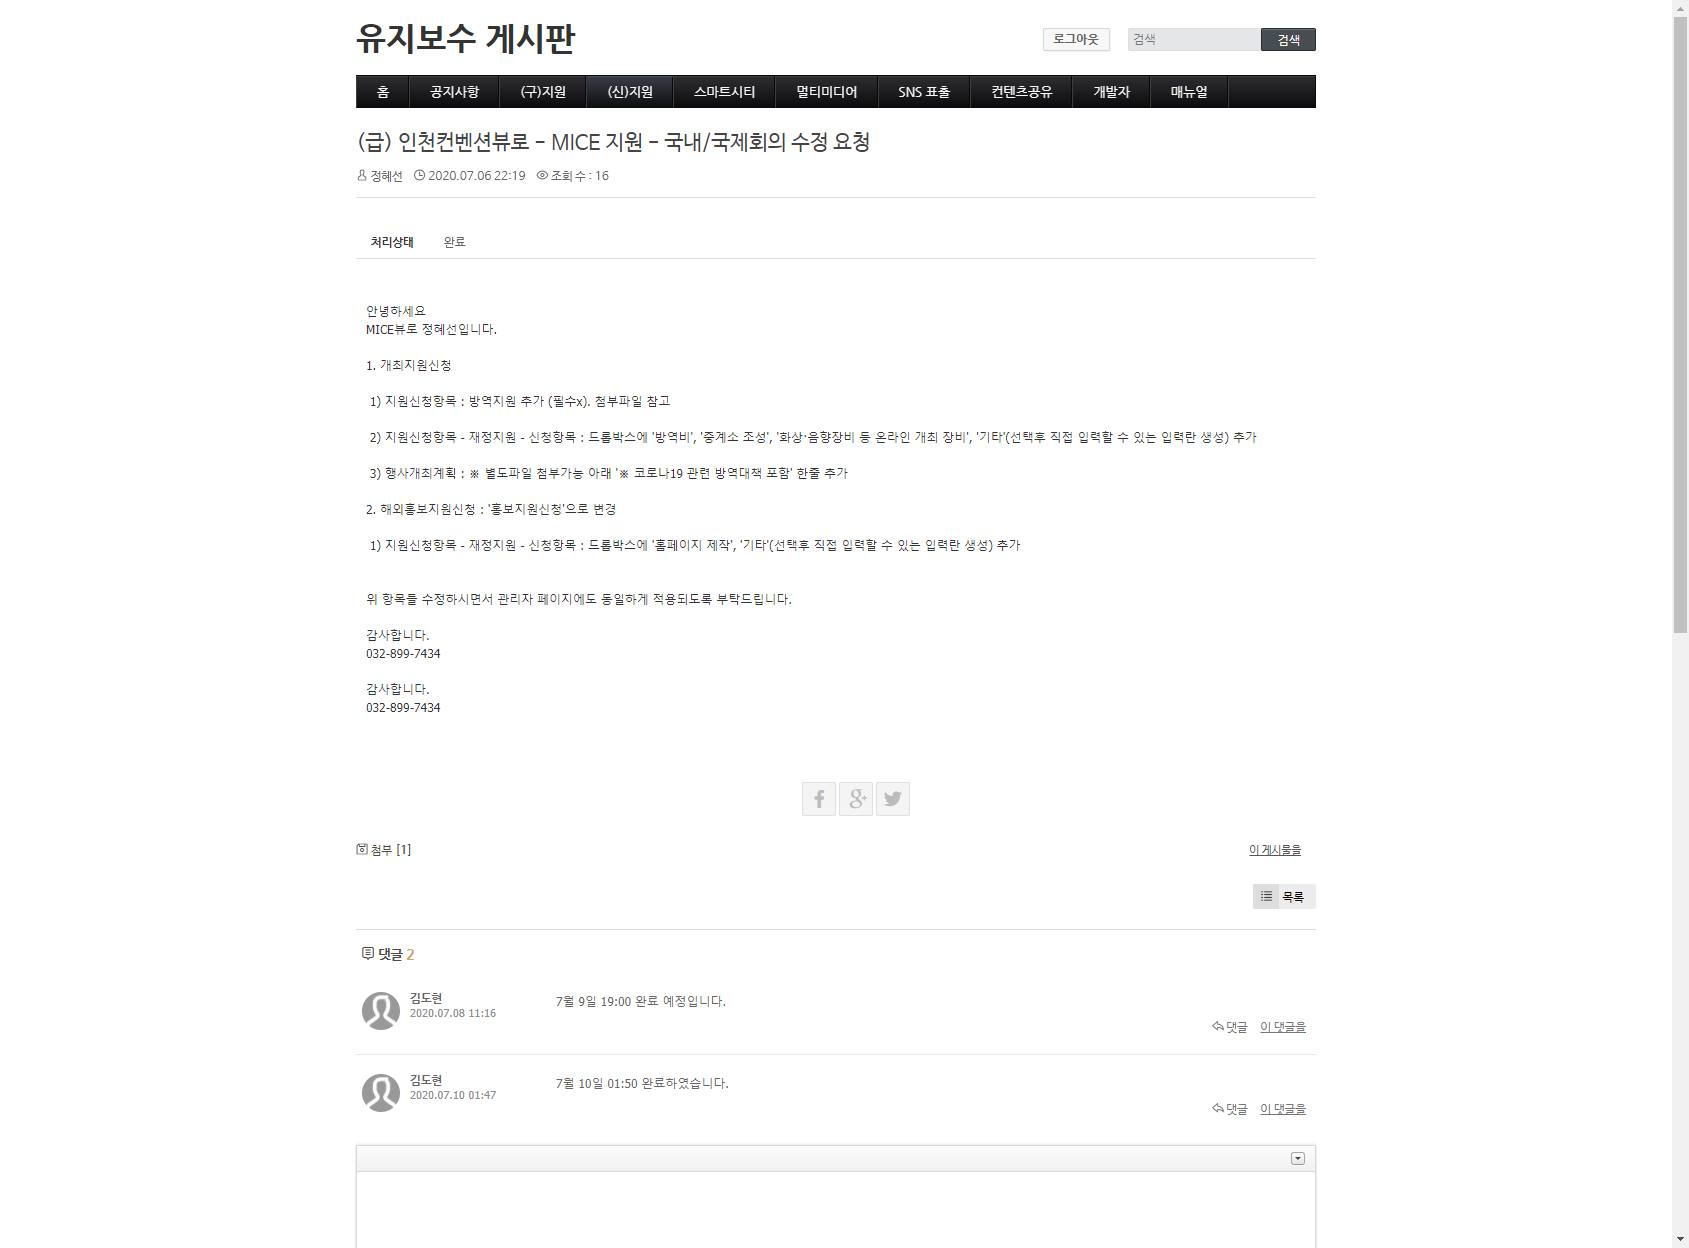 유지보수 게시판
로그아웃 검색 검색
홈 공지사항 (구)지원 (신)지원 스마트시티 멀티미디어 SNS 표출 컨텐츠공유 개발자 매뉴얼
(급) 인천컨벤션뷰로 - MICE 지원 - 국내/국제회의 수정 요청
정혜선 2020.07.06 22:19 조회 수 : 16
처리상태 완료
안녕하세요
MICE뷰로 정혜선입니다.
1. 개최지원신청
1) 지원신청항목 : 방역지원 추가 (필수x). 첨부파일 참고
2) 지원신청항목 - 재정지원 - 신청항목 : 드롭박스에 '방역비', '중계소 조성', '화상·음향장비 등 온라인 개최 장비', '기타'(선택후 직접 입력할 수 있는 입력란 생성) 추가
3) 행사개최계획 : ※ 별도파일 첨부가능 아래 '※ 코로나19 관련 방역대책 포함' 한줄 추가
2. 해외홍보지원신청 : '홍보지원신청'으로 변경
1) 지원신청항목 - 재정지원 - 신청항목 : 드롭박스에 '홈페이지 제작', '기타'(선택후 직접 입력할 수 있는 입력란 생성) 추가
위 항목들 수정하시면서 관리자 페이지에도 동일하게 적용되도록 부탁드립니다.
감사합니다.
032-899-7434
감사합니다.
032-899-7434
첨부 [1] 이 게시물을
목록
댓글 2
김도현 7월 9일 19:00 완료 예정입니다.
2020.07.08 11:16
댓글 이 댓글을
김도현 7월 10일 01:50 완료하였습니다.
2020.07.10 01:47
댓글 이 댓글을